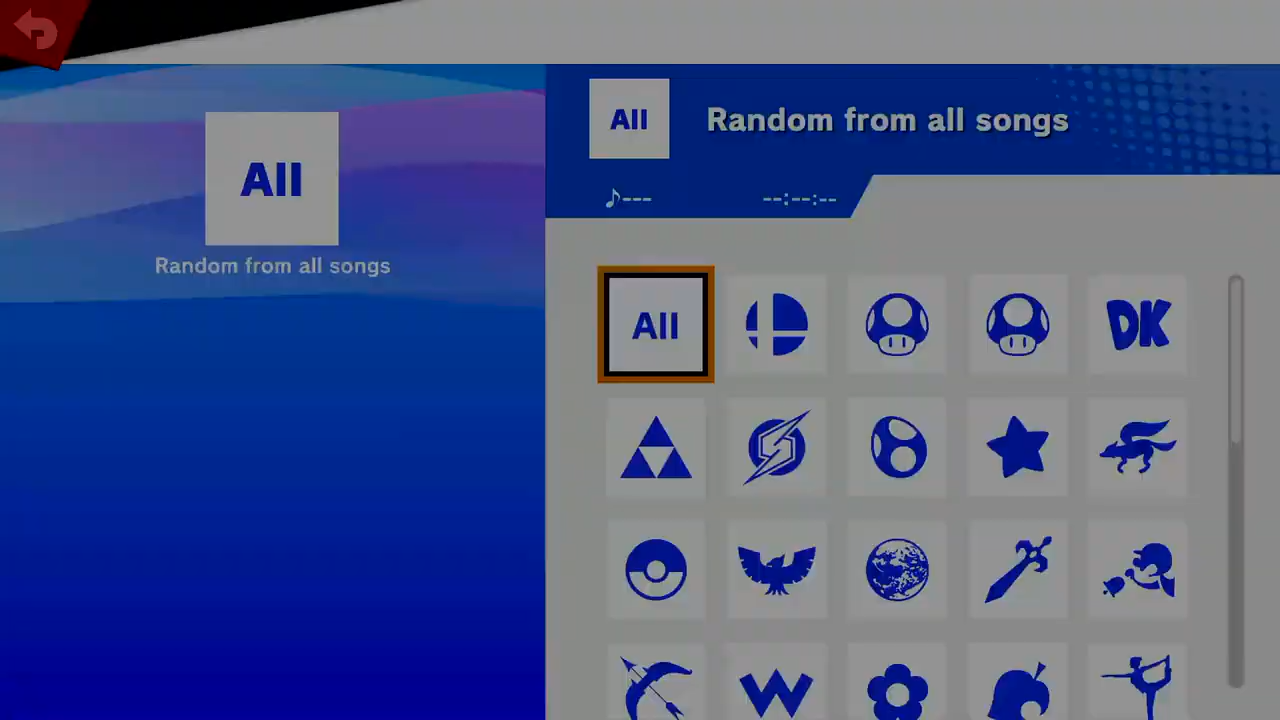 All
Random from all songs
All
Random from all songs
♪--- --:--:--
All
DK